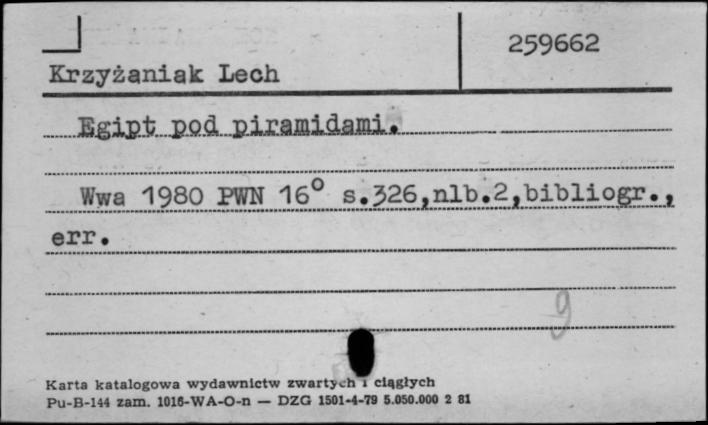 259662
Krzyżaniak Lech
Egipt pod piramidami.
Wwa 1980 PWN 16° s.326,nlb.2,bibliogr.,
err.
9
Karta katalogowa wydawnictw zwartych i ciągłych
Pu-B-144 zam. 1016-WA-O-n — DZG 1501-4-79 5.050.000 2 81